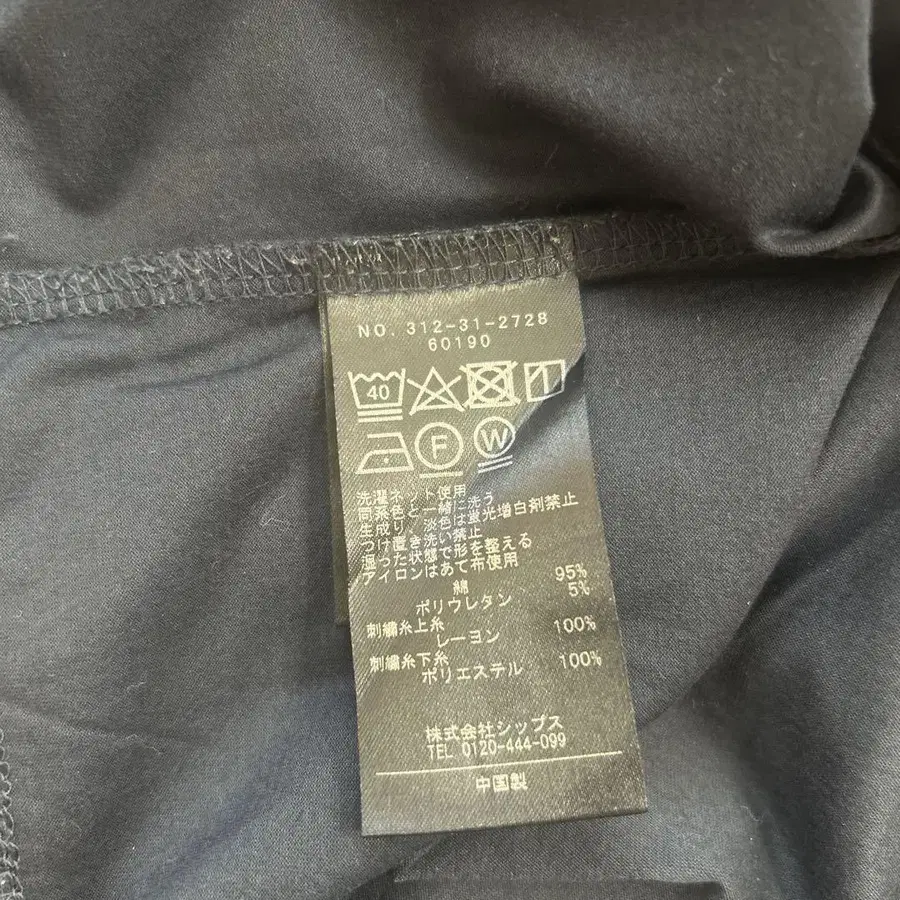 NO. 312-31-2728
60190
40
F
W
洗濯ネット使用
同系色と一緒に洗う
生成り/淡色は蛍光増白剤禁止
つけ置き洗い禁止
湿った状態で形を整える
アイロンはあて布使用
綿 95%
ポリウレタン 5%
刺繍糸上糸
レーヨン 100%
刺繍糸下糸
ポリエステル 100%
株式会社シップス
TEL 0120-444-099
中国製